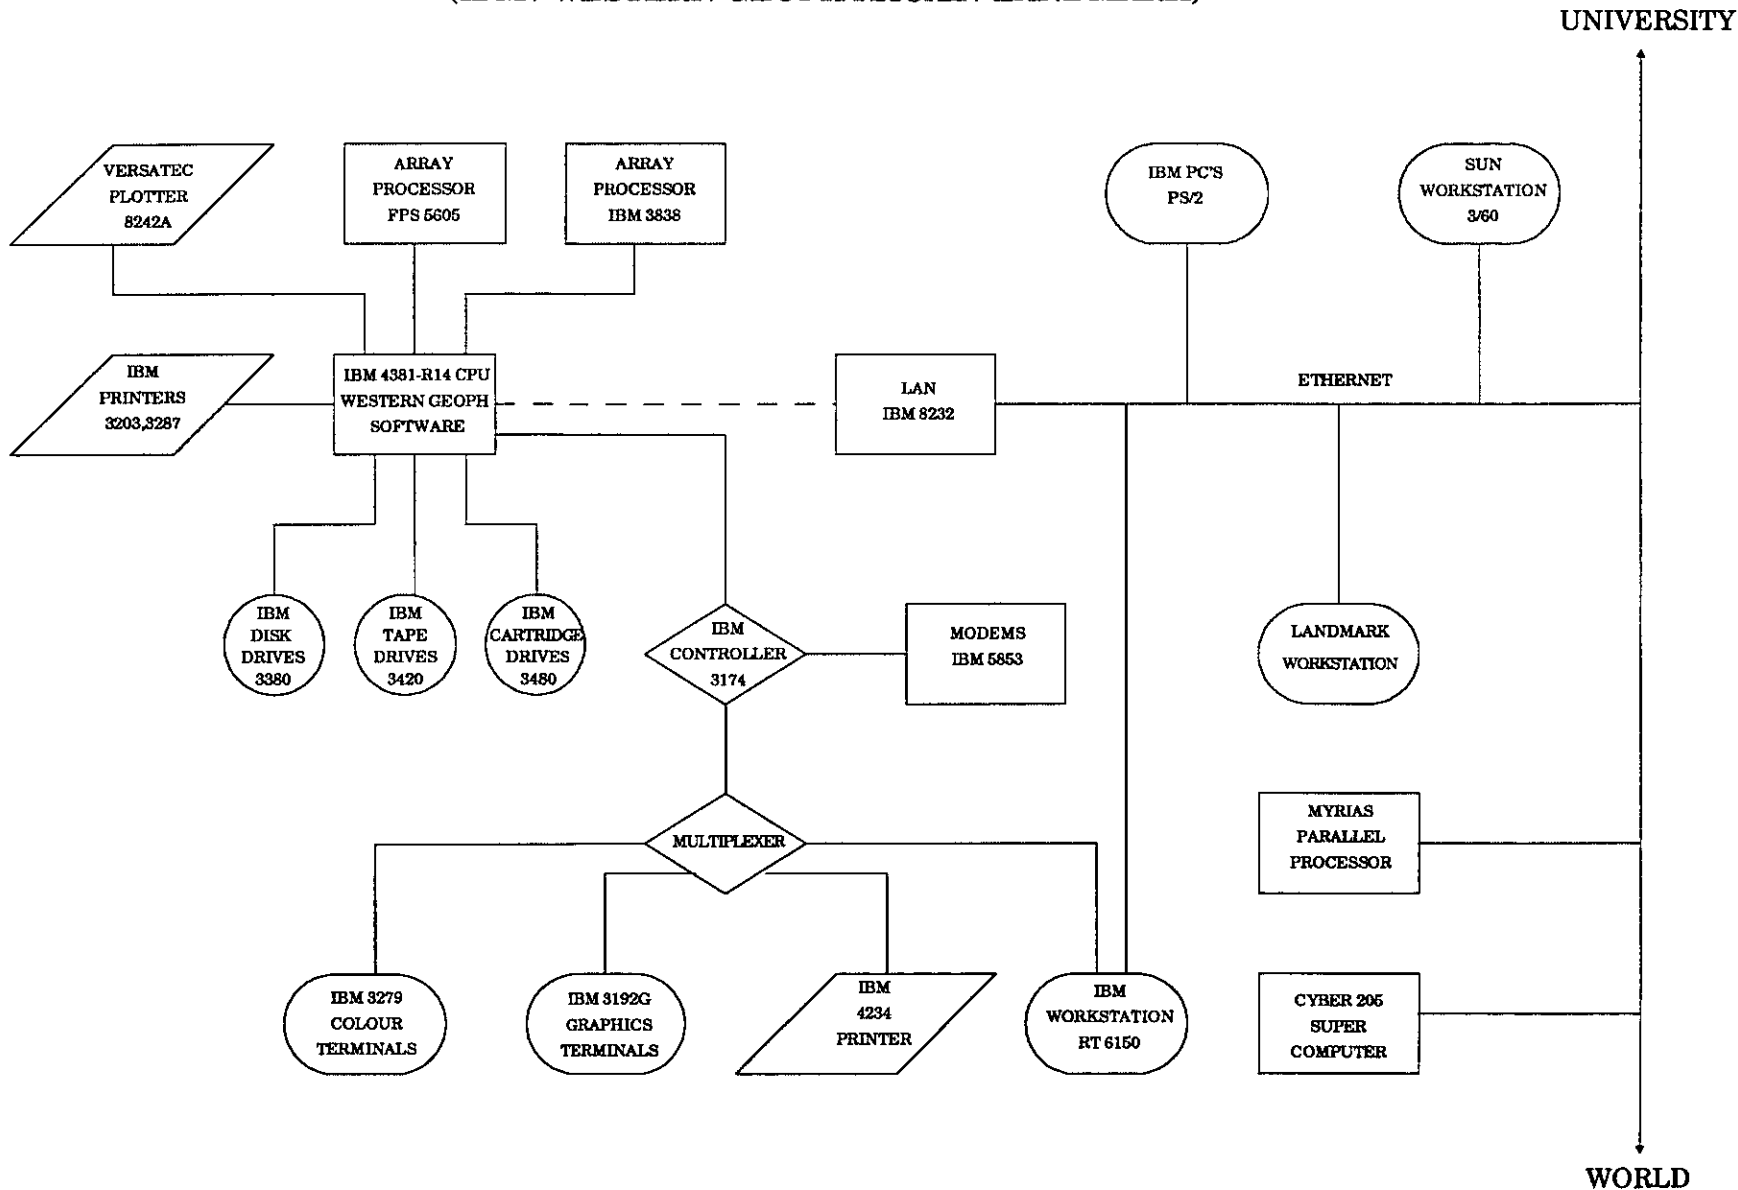 UNIVERSITY
VERSATEC
PLOTTER
8242A
ARRAY
PROCESSOR
FPS 5605
ARRAY
PROCESSOR
IBM 3838
IBM PC'S
PS/2
SUN
WORKSTATION
3/60
IBM
PRINTERS
3203,3287
IBM 4381-R14 CPU
WESTERN GEOPH
SOFTWARE
LAN
IBM 8232
ETHERNET
IBM
DISK
DRIVES
3380
IBM
TAPE
DRIVES
3420
IBM
CARTRIDGE
DRIVES
3480
IBM
CONTROLLER
3174
MODEMS
IBM 5853
LANDMARK
WORKSTATION
MULTIPLEXER
MYRIAS
PARALLEL
PROCESSOR
IBM 3279
COLOUR
TERMINALS
IBM 3192G
GRAPHICS
TERMINALS
IBM
4234
PRINTER
IBM
WORKSTATION
RT 6150
CYBER 205
SUPER
COMPUTER
WORLD